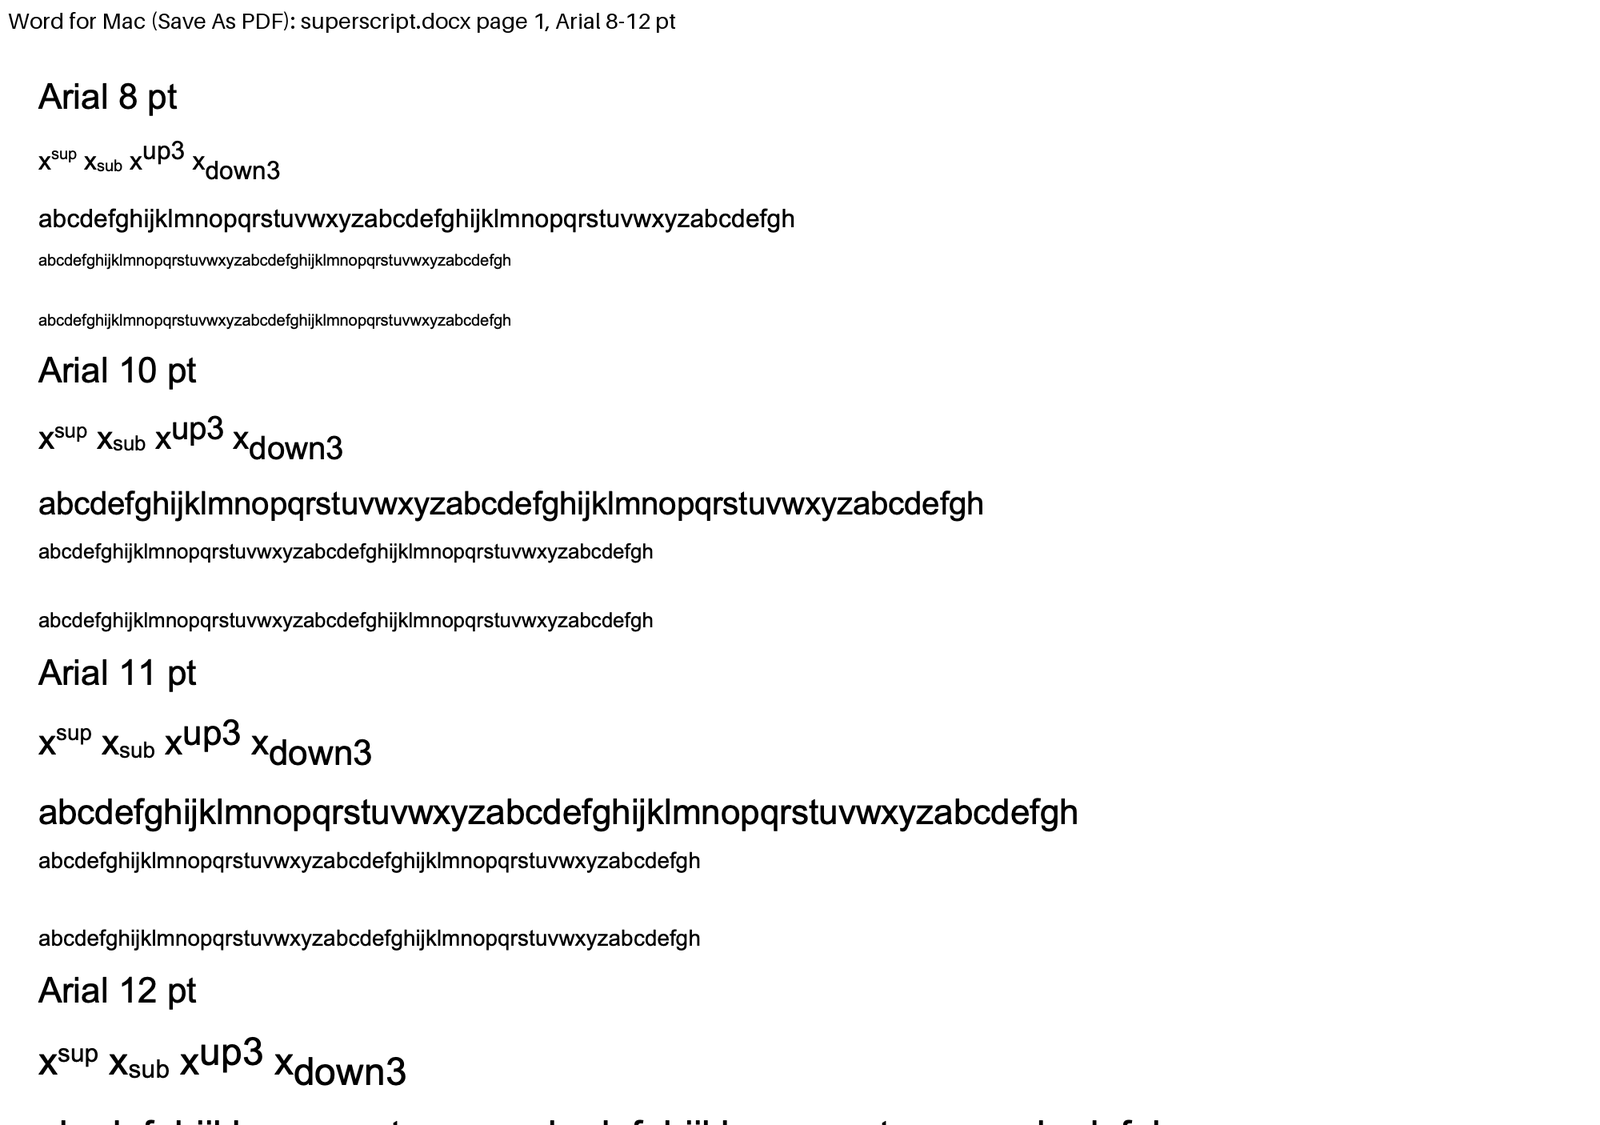 Word for Mac (Save As PDF): superscript.docx page 1, Arial 8-12 pt
Arial 8 pt
xsup xsub xup3 xdown3
abcdefghijklmnopqrstuvwxyzabcdefghijklmnopqrstuvwxyzabcdefgh
abcdefghijklmnopqrstuvwxyzabcdefghijklmnopqrstuvwxyzabcdefgh
abcdefghijklmnopqrstuvwxyzabcdefghijklmnopqrstuvwxyzabcdefgh
Arial 10 pt
xsup xsub xup3 xdown3
abcdefghijklmnopqrstuvwxyzabcdefghijklmnopqrstuvwxyzabcdefgh
abcdefghijklmnopqrstuvwxyzabcdefghijklmnopqrstuvwxyzabcdefgh
abcdefghijklmnopqrstuvwxyzabcdefghijklmnopqrstuvwxyzabcdefgh
Arial 11 pt
xsup xsub xup3 xdown3
abcdefghijklmnopqrstuvwxyzabcdefghijklmnopqrstuvwxyzabcdefgh
abcdefghijklmnopqrstuvwxyzabcdefghijklmnopqrstuvwxyzabcdefgh
abcdefghijklmnopqrstuvwxyzabcdefghijklmnopqrstuvwxyzabcdefgh
Arial 12 pt
xsup xsub xup3 xdown3